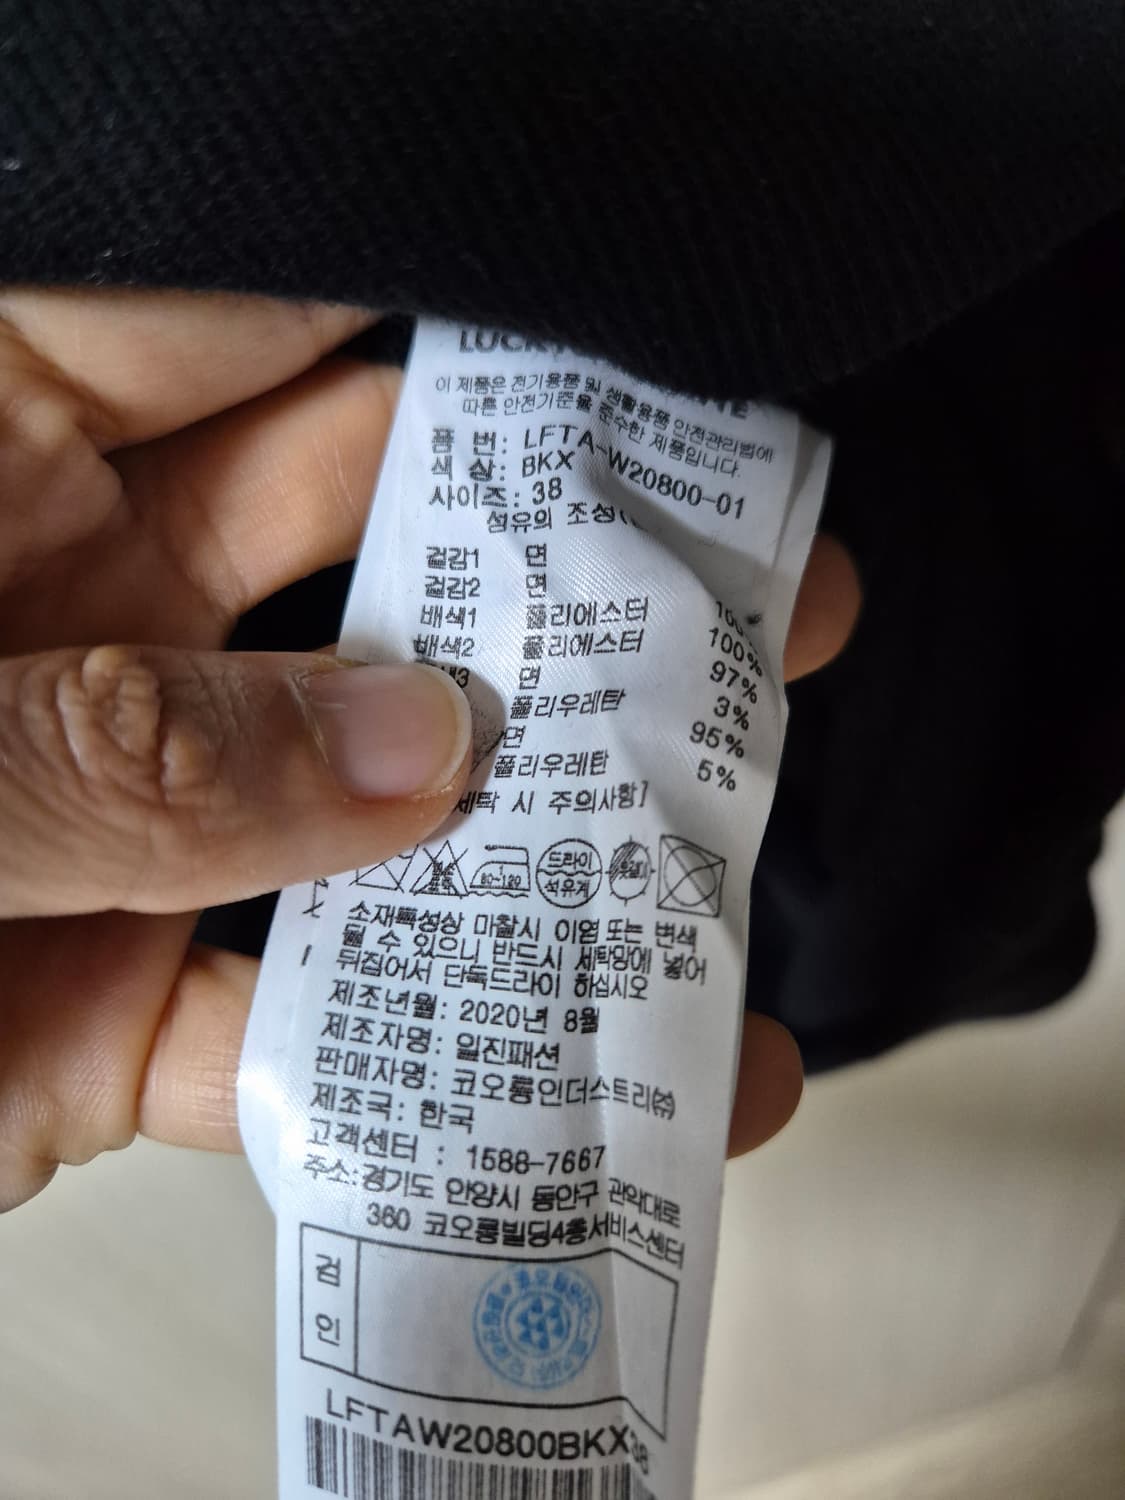 이 제품은 전기용품 및 생활용품 안전관리법에
따른 안전기준을 준수한 제품입니다.
품 번: LFTA-W20800-01
색 상: BKX
사이즈: 38
섬유의 조성(
겉감1 면
겉감2 면 100%
배색1 폴리에스터 100%
배색2 폴리에스터 97%
면 3%
폴리우레탄 95%
면 5%
폴리우레탄
세탁 시 주의사항]
80-120 드라이 석유계
소재특성상 마찰시 이염 또는 변색
될 수 있으니 반드시 세탁망에 넣어
뒤집어서 단독드라이 하십시오
제조년월: 2020년 8월
제조자명: 일진패션
판매자명: 코오롱인더스트리㈜
제조국: 한국
고객센터 : 1588-7667
주소: 경기도 안양시 동안구 관악대로
360 코오롱빌딩4층서비스센터
검
인
LFTAW20800BKX38